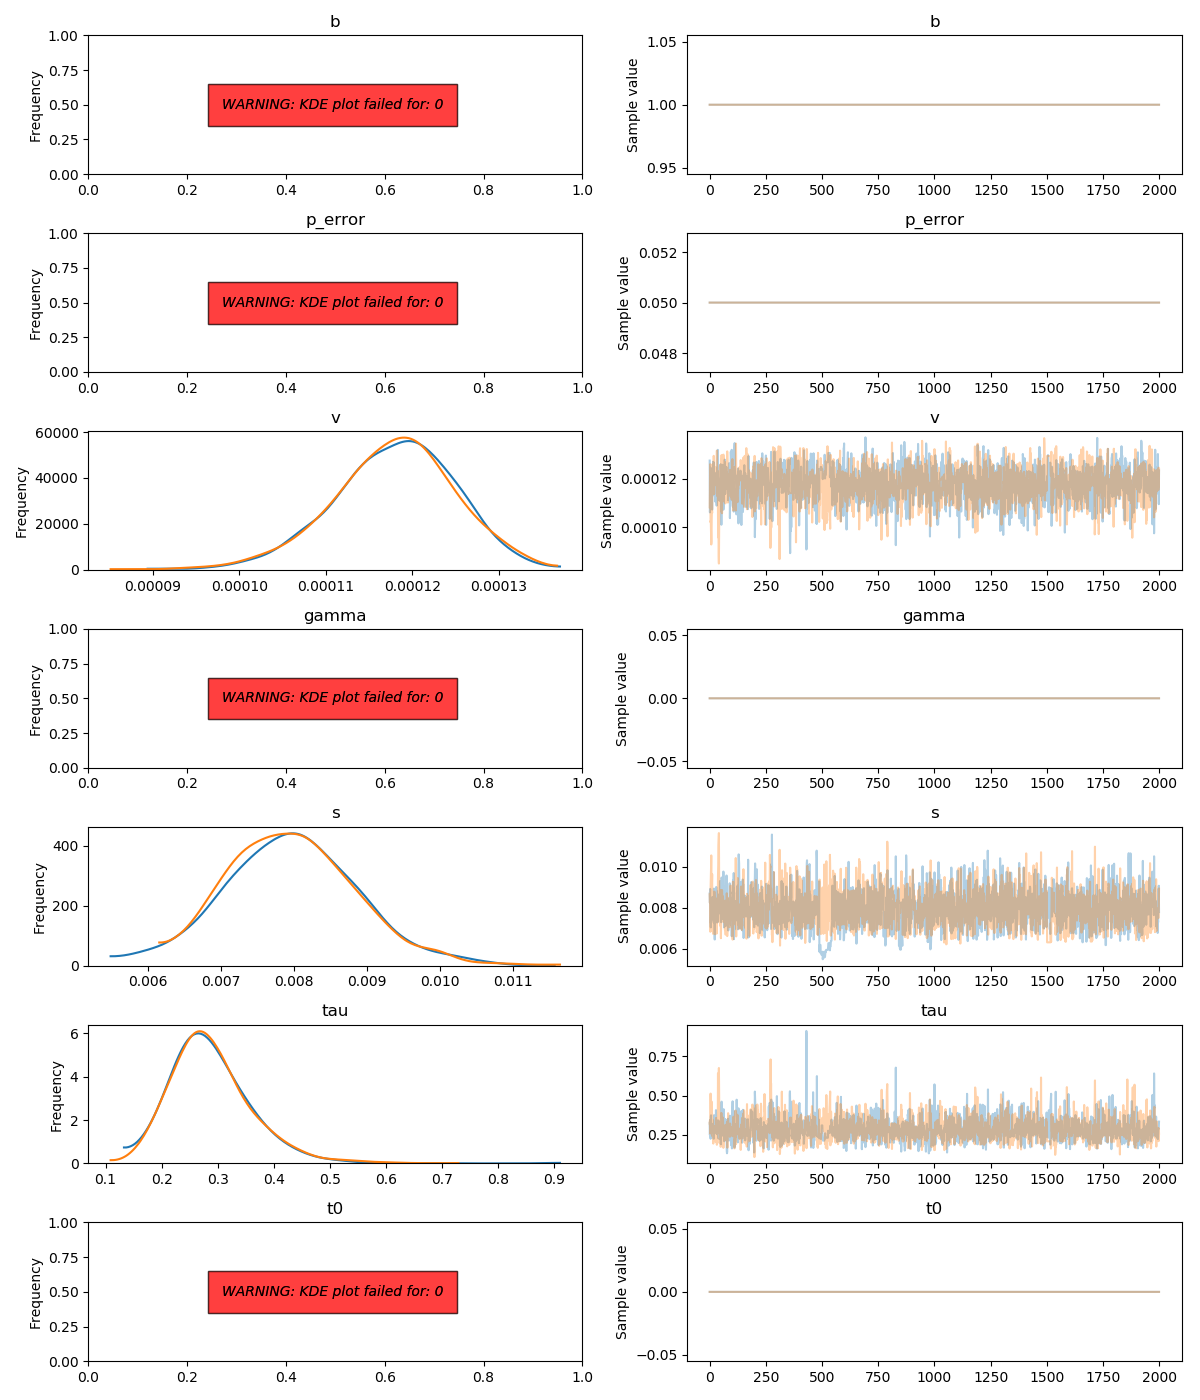 b
b
1.00
0.75
0.50
0.25
0.00
Frequency
WARNING: KDE plot failed for: 0
0.0 0.2 0.4 0.6 0.8 1.0
1.05
1.00
0.95
Sample value
0 250 500 750 1000 1250 1500 1750 2000
p_error
p_error
1.00
0.75
0.50
0.25
0.00
Frequency
WARNING: KDE plot failed for: 0
0.0 0.2 0.4 0.6 0.8 1.0
0.052
0.050
0.048
Sample value
0 250 500 750 1000 1250 1500 1750 2000
v
v
60000
40000
20000
0
Frequency
0.00009 0.00010 0.00011 0.00012 0.00013
0.00012
0.00010
Sample value
0 250 500 750 1000 1250 1500 1750 2000
gamma
gamma
1.00
0.75
0.50
0.25
0.00
Frequency
WARNING: KDE plot failed for: 0
0.0 0.2 0.4 0.6 0.8 1.0
0.05
0.00
−0.05
Sample value
0 250 500 750 1000 1250 1500 1750 2000
s
s
400
200
0
Frequency
0.006 0.007 0.008 0.009 0.010 0.011
0.010
0.008
0.006
Sample value
0 250 500 750 1000 1250 1500 1750 2000
tau
tau
6
4
2
0
Frequency
0.1 0.2 0.3 0.4 0.5 0.6 0.7 0.8 0.9
0.75
0.50
0.25
Sample value
0 250 500 750 1000 1250 1500 1750 2000
t0
t0
1.00
0.75
0.50
0.25
0.00
Frequency
WARNING: KDE plot failed for: 0
0.0 0.2 0.4 0.6 0.8 1.0
0.05
0.00
−0.05
Sample value
0 250 500 750 1000 1250 1500 1750 2000